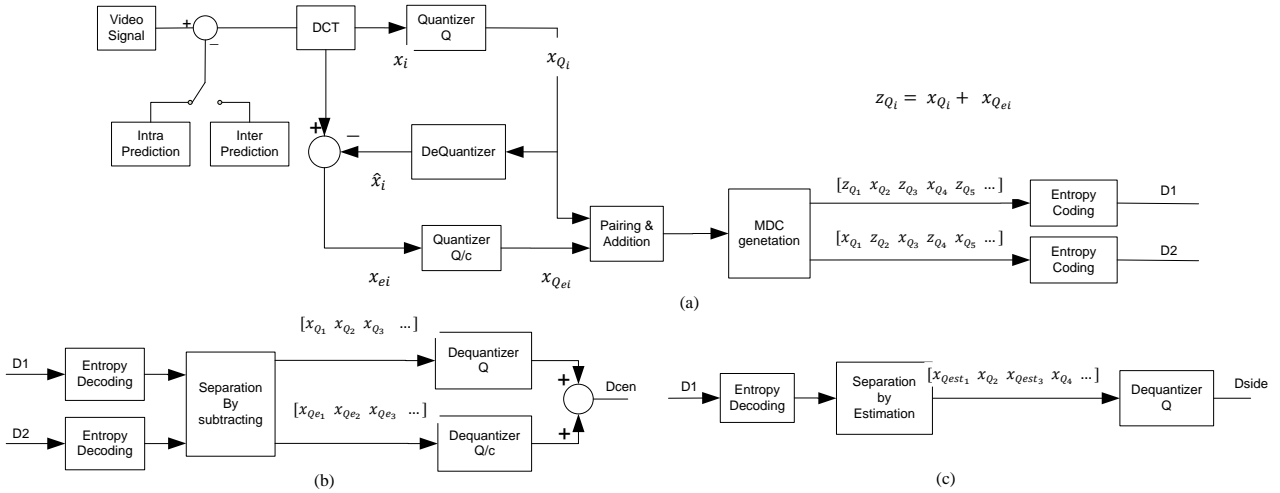 Video
Signal
+
−
DCT
Quantizer
Q
x_i
x_{Q_i}
z_{Q_i} = x_{Q_i} + x_{Q_{ei}}
Intra
Prediction
Inter
Prediction
+
−
DeQuantizer
x̂_i
[z_{Q_1} x_{Q_2} z_{Q_3} x_{Q_4} z_{Q_5} ...]
Entropy
Coding
D1
Pairing &
Addition
MDC
genetation
[x_{Q_1} z_{Q_2} x_{Q_3} z_{Q_4} x_{Q_5} ...]
Entropy
Coding
D2
Quantizer
Q/c
x_{ei}
x_{Q_{ei}}
(a)
D1
Entropy
Decoding
D2
Entropy
Decoding
Separation
By
subtracting
[x_{Q_1} x_{Q_2} x_{Q_3} ...]
Dequantizer
Q
[x_{Qe_1} x_{Qe_2} x_{Qe_3} ...]
Dequantizer
Q/c
+
+
Dcen
(b)
D1
Entropy
Decoding
Separation
by
Estimation
[x_{Qest_1} x_{Q_2} x_{Qest_3} x_{Q_4} ...]
Dequantizer
Q
Dside
(c)